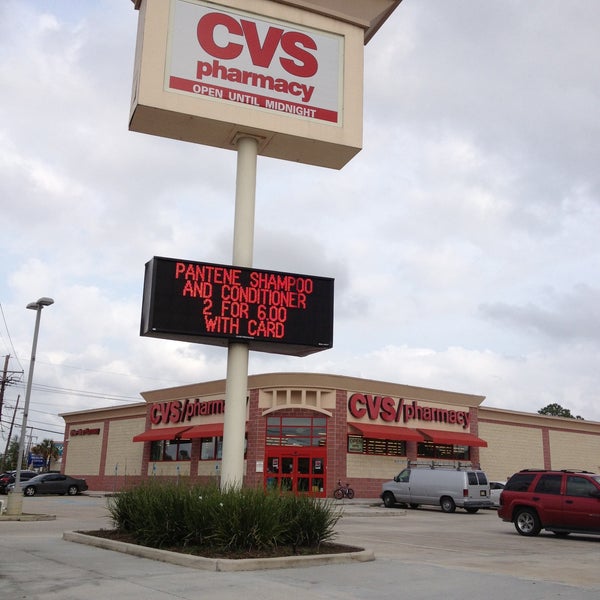 CVS
pharmacy
OPEN UNTIL MIDNIGHT
PANTENE SHAMPOO
AND CONDITIONER
2 FOR 6.00
WITH CARD
CVS/pharmacy
CVS/pharmacy